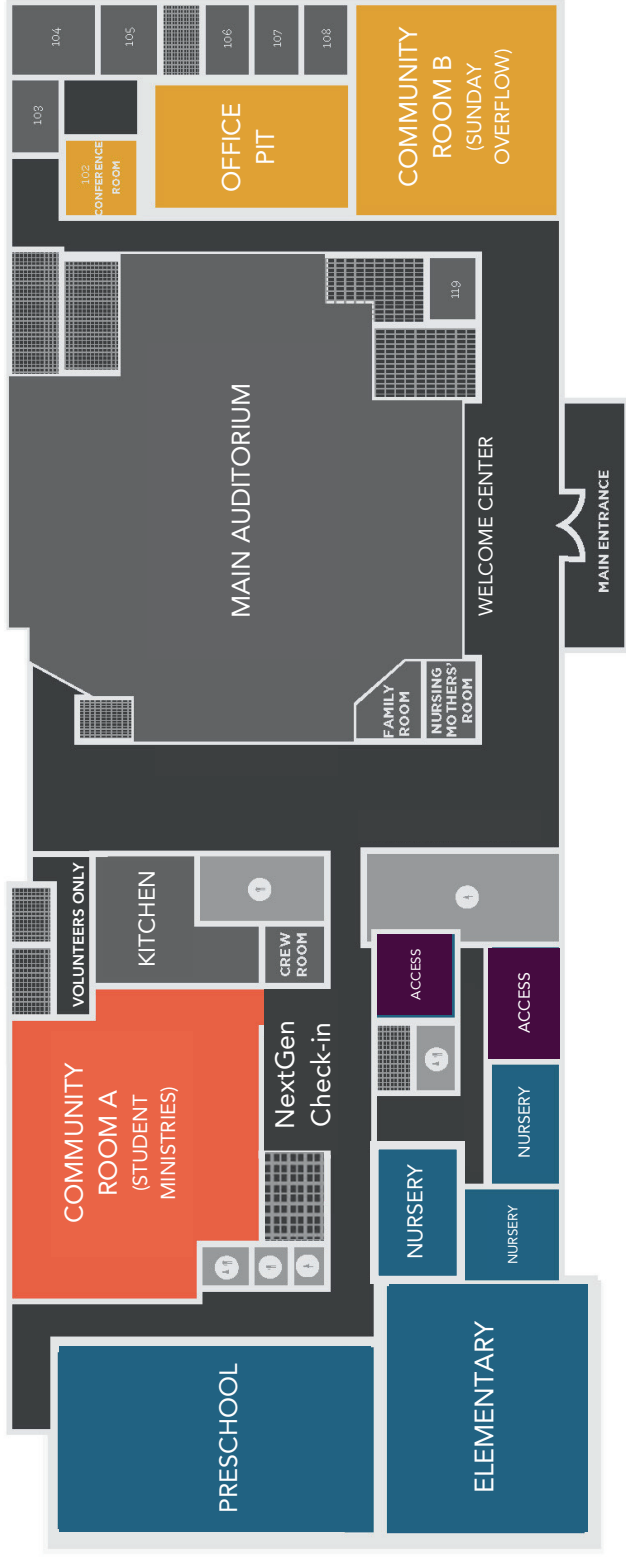 104
105
106
107
108
103
102
CONFERENCE
ROOM
OFFICE
PIT
COMMUNITY
ROOM B
(SUNDAY
OVERFLOW)
119
MAIN AUDITORIUM
WELCOME CENTER
MAIN ENTRANCE
FAMILY
ROOM
NURSING
MOTHERS'
ROOM
VOLUNTEERS ONLY
KITCHEN
CREW
ROOM
COMMUNITY
ROOM A
(STUDENT
MINISTRIES)
NextGen
Check-in
ACCESS
ACCESS
NURSERY
NURSERY
NURSERY
PRESCHOOL
ELEMENTARY